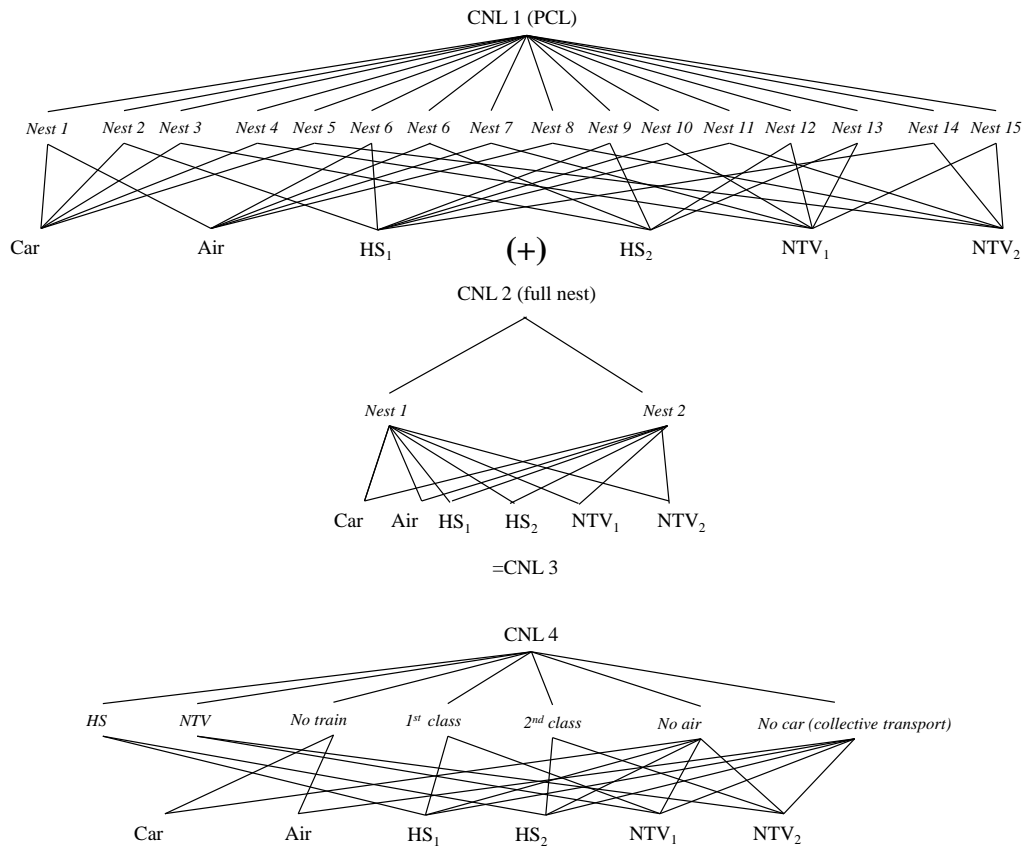 CNL 1 (PCL)
Nest 1 Nest 2 Nest 3 Nest 4 Nest 5 Nest 6 Nest 6 Nest 7 Nest 8 Nest 9 Nest 10 Nest 11 Nest 12 Nest 13 Nest 14 Nest 15
Car Air HS₁ (+) HS₂ NTV₁ NTV₂
CNL 2 (full nest)
Nest 1 Nest 2
Car Air HS₁ HS₂ NTV₁ NTV₂
=CNL 3
CNL 4
HS NTV No train 1st class 2nd class No air No car (collective transport)
Car Air HS₁ HS₂ NTV₁ NTV₂